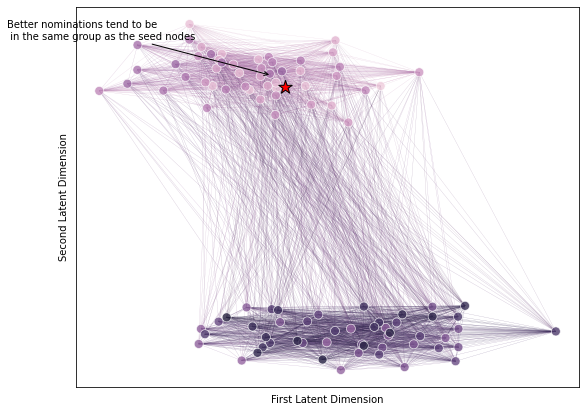 Better nominations tend to be
in the same group as the seed nodes
Second Latent Dimension
First Latent Dimension